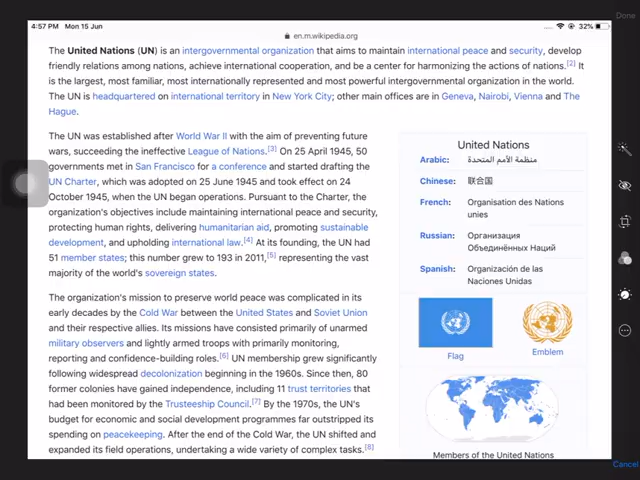 4:57 PM Mon 15 Jun
32%
Done
en.m.wikipedia.org
The United Nations (UN) is an intergovernmental organization that aims to maintain international peace and security, develop
friendly relations among nations, achieve international cooperation, and be a center for harmonizing the actions of nations.[2] It
is the largest, most familiar, most internationally represented and most powerful intergovernmental organization in the world.
The UN is headquartered on international territory in New York City; other main offices are in Geneva, Nairobi, Vienna and The
Hague.
The UN was established after World War II with the aim of preventing future
wars, succeeding the ineffective League of Nations.[3] On 25 April 1945, 50
governments met in San Francisco for a conference and started drafting the
UN Charter, which was adopted on 25 June 1945 and took effect on 24
October 1945, when the UN began operations. Pursuant to the Charter, the
organization's objectives include maintaining international peace and security,
protecting human rights, delivering humanitarian aid, promoting sustainable
development, and upholding international law.[4] At its founding, the UN had
51 member states; this number grew to 193 in 2011,[5] representing the vast
majority of the world's sovereign states.
The organization's mission to preserve world peace was complicated in its
early decades by the Cold War between the United States and Soviet Union
and their respective allies. Its missions have consisted primarily of unarmed
military observers and lightly armed troops with primarily monitoring,
reporting and confidence-building roles.[6] UN membership grew significantly
following widespread decolonization beginning in the 1960s. Since then, 80
former colonies have gained independence, including 11 trust territories that
had been monitored by the Trusteeship Council.[7] By the 1970s, the UN's
budget for economic and social development programmes far outstripped its
spending on peacekeeping. After the end of the Cold War, the UN shifted and
expanded its field operations, undertaking a wide variety of complex tasks.[8]
United Nations
Arabic: منظمة الأمم المتحدة
Chinese: 联合国
French: Organisation des Nations
unies
Russian: Организация
Объединённых Наций
Spanish: Organización de las
Naciones Unidas
Flag
Emblem
Members of the United Nations
Cancel